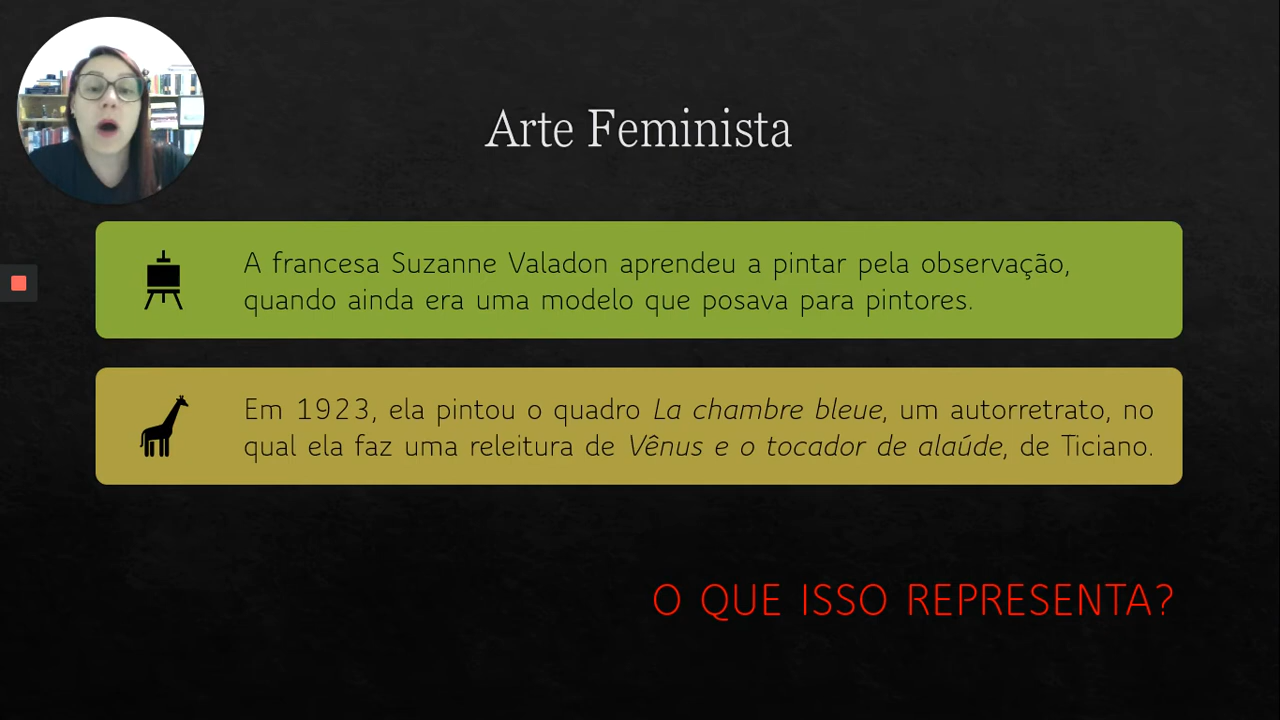 Arte Feminista
A francesa Suzanne Valadon aprendeu a pintar pela observação,
quando ainda era uma modelo que posava para pintores.
Em 1923, ela pintou o quadro La chambre bleue, um autorretrato, no
qual ela faz uma releitura de Vênus e o tocador de alaúde, de Ticiano.
O QUE ISSO REPRESENTA?